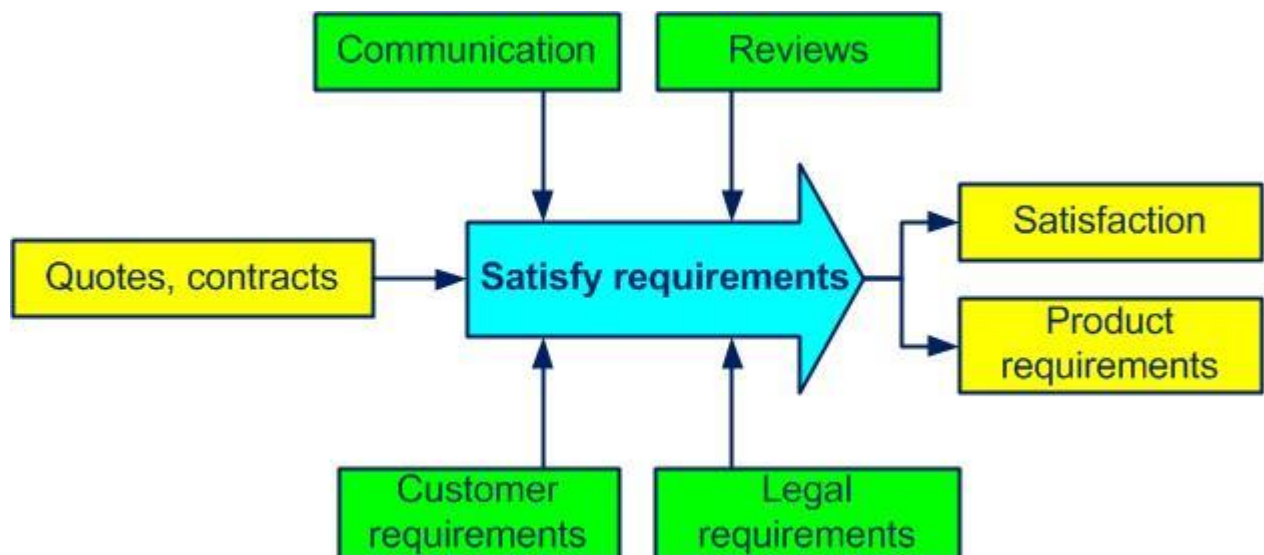 Communication
Reviews
Quotes, contracts
Satisfy requirements
Satisfaction
Product
requirements
Customer
requirements
Legal
requirements